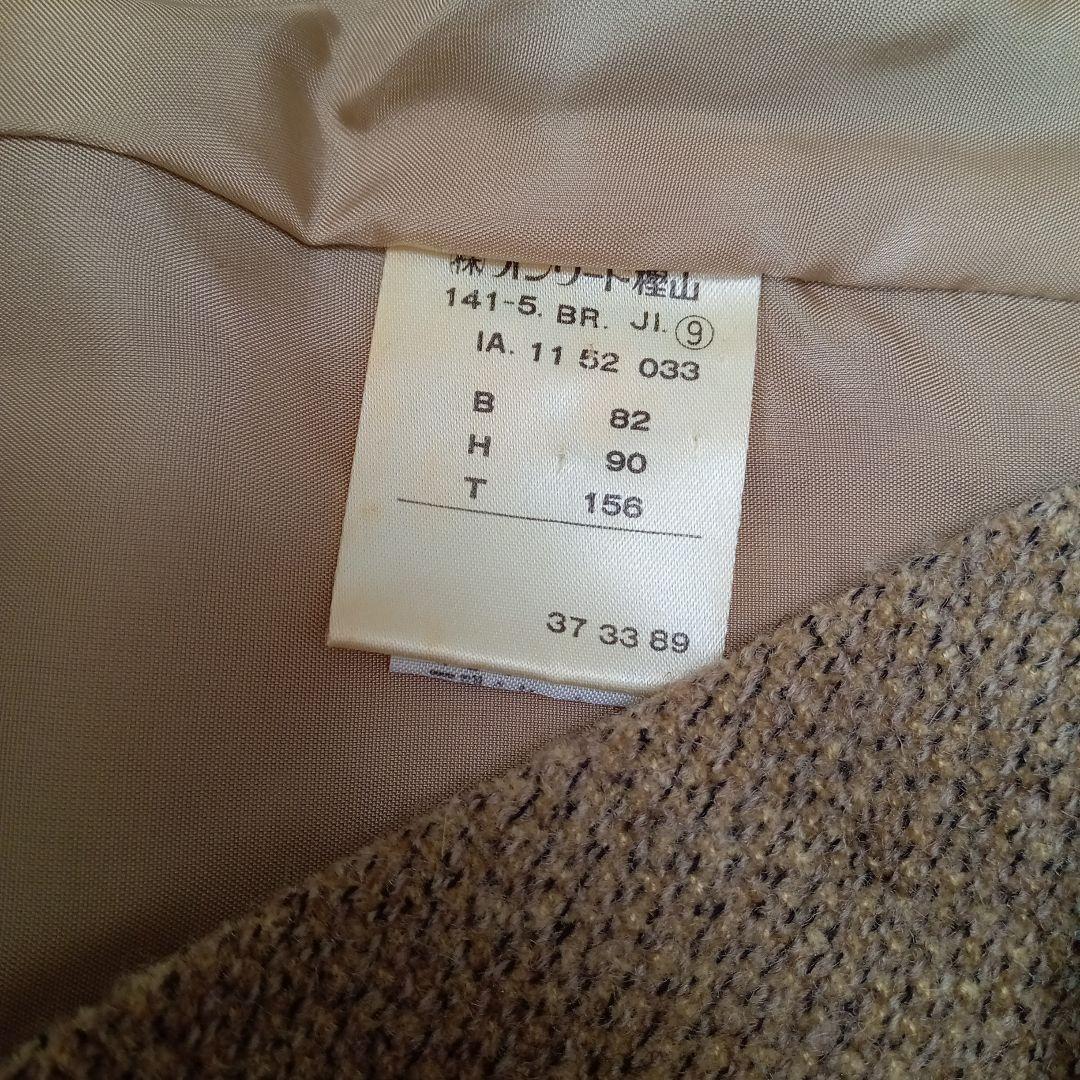 ㈱オンワード樫山
141-5. BR. JI. ⑨
IA. 11 52 033
B 82
H 90
T 156
37 33 89